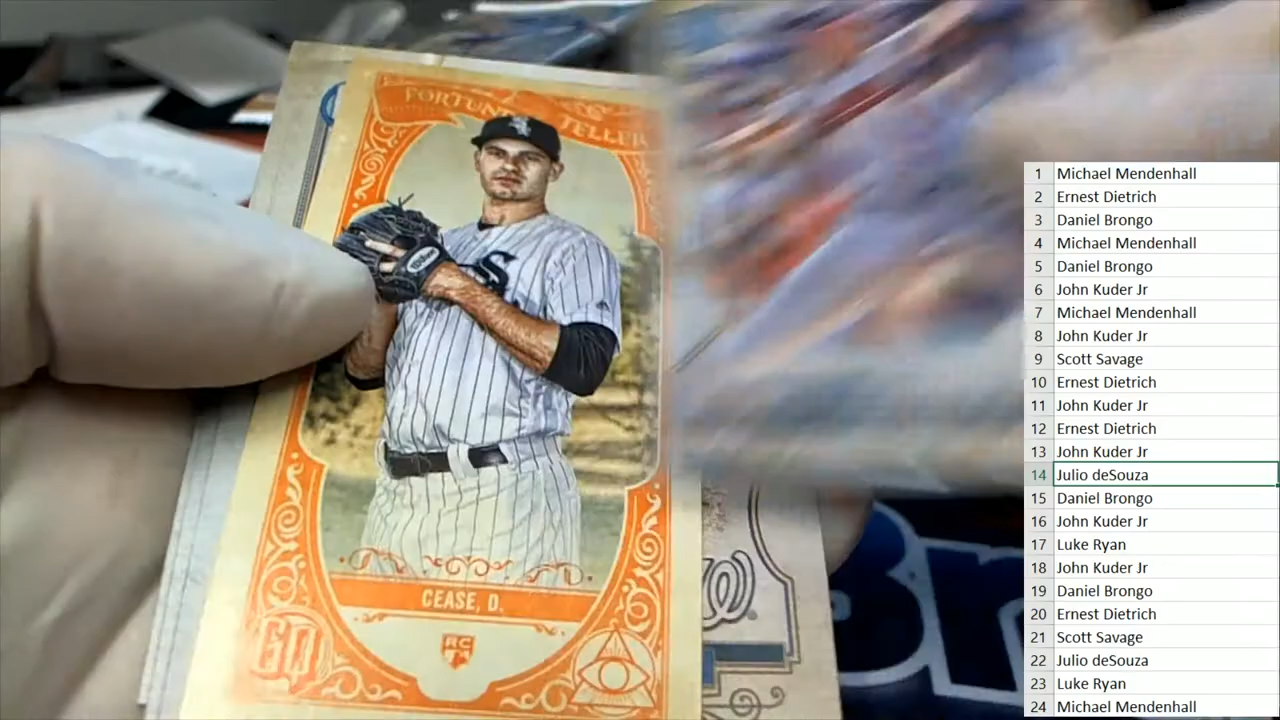 FORTUNE TELLER
CEASE, D.
RC
GQ
Wilson
1 Michael Mendenhall
2 Ernest Dietrich
3 Daniel Brongo
4 Michael Mendenhall
5 Daniel Brongo
6 John Kuder Jr
7 Michael Mendenhall
8 John Kuder Jr
9 Scott Savage
10 Ernest Dietrich
11 John Kuder Jr
12 Ernest Dietrich
13 John Kuder Jr
14 Julio deSouza
15 Daniel Brongo
16 John Kuder Jr
17 Luke Ryan
18 John Kuder Jr
19 Daniel Brongo
20 Ernest Dietrich
21 Scott Savage
22 Julio deSouza
23 Luke Ryan
24 Michael Mendenhall